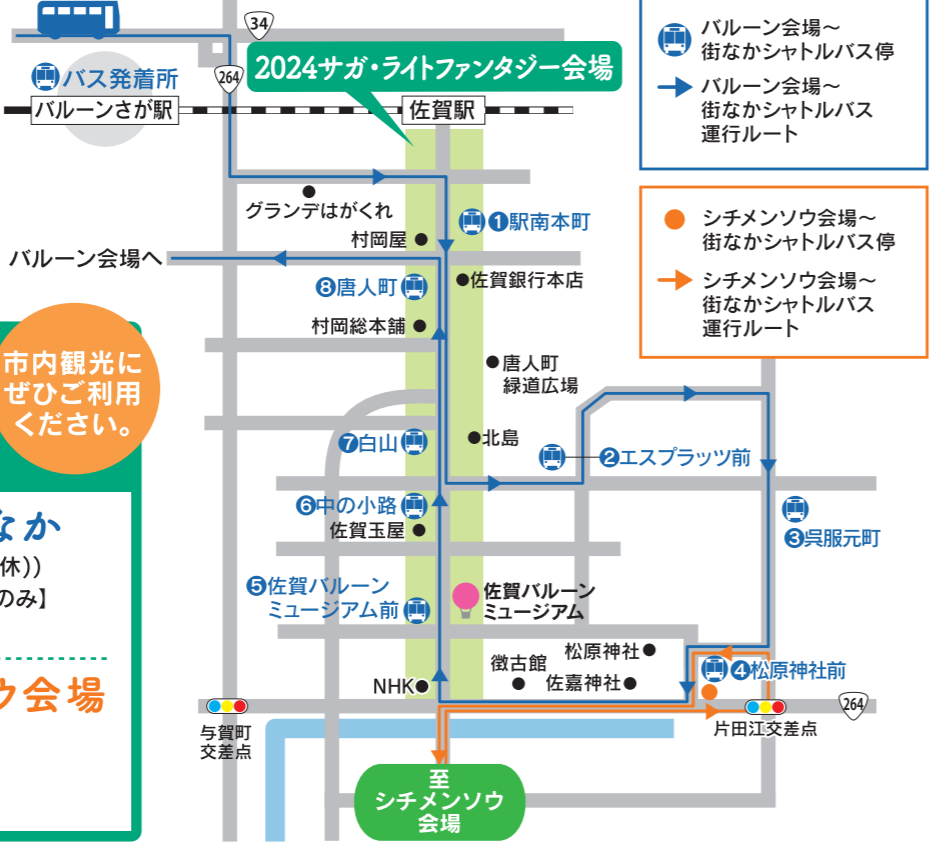 34
264
2024サガ・ライトファンタジー会場
バス発着所
バルーンさが駅
佐賀駅
バルーン会場～
街なかシャトルバス停
バルーン会場～
街なかシャトルバス
運行ルート
シチメンソウ会場～
街なかシャトルバス停
シチメンソウ会場～
街なかシャトルバス
運行ルート
グランデはがくれ
❶駅南本町
村岡屋
バルーン会場へ
❽唐人町
佐賀銀行本店
村岡総本舗
唐人町
緑道広場
市内観光に
ぜひご利用
ください。
❼白山
北島
❷エスプラッツ前
❻中の小路
佐賀玉屋
❸呉服元町
なか
休))
のみ】
❺佐賀バルーン
ミュージアム前
佐賀バルーン
ミュージアム
松原神社
徴古館
佐嘉神社
❹松原神社前
ウ会場
NHK
264
与賀町
交差点
片田江交差点
至
シチメンソウ
会場